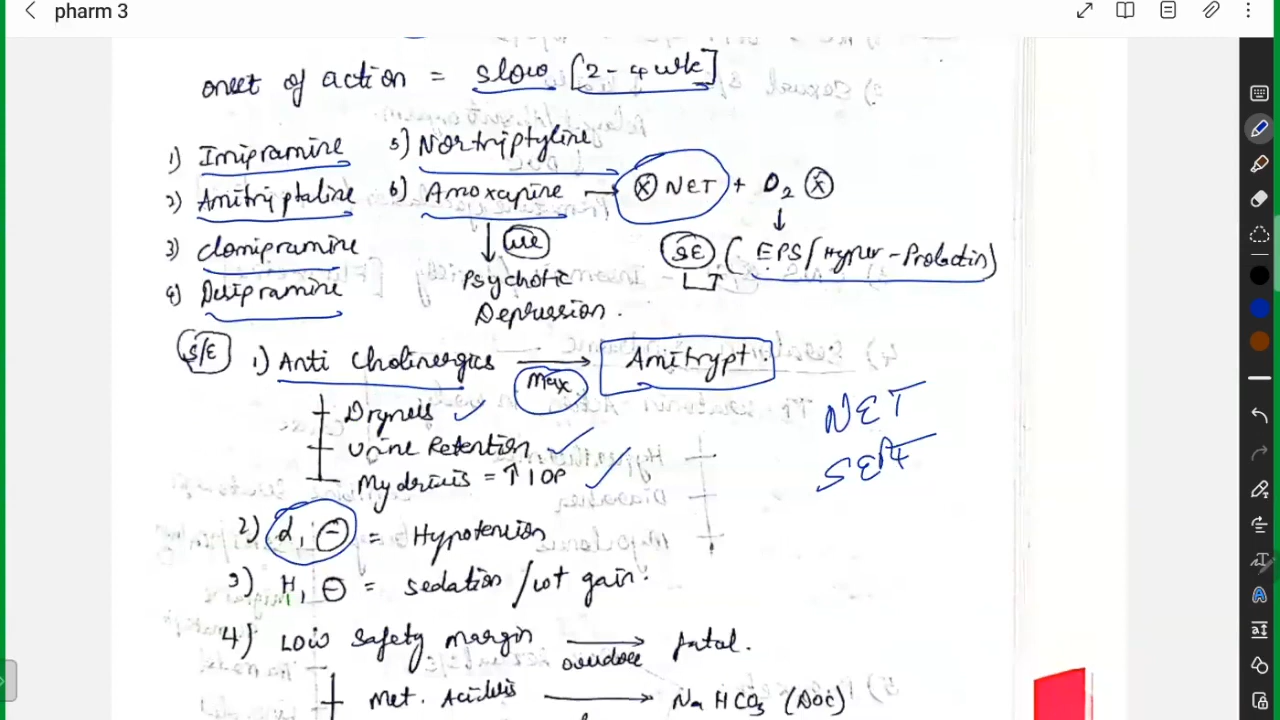 pharm 3
onset of action = slow [2 - 4 wk]
1) Imipramine 5) Nortriptyline
2) Amitriptaline 6) Amoxapine → ⓧ NET + D2 ⓧ
3) clomipramine ↓ use SE ( EPS/Hyper-Prolactin)
4) Desipramine Psychotic
Depression.
S/E 1) Anti Cholinergics → Amitrypt.
max
Dryness ✓
Urine Retention ✓
Mydriasis = ↑ IOP ✓
NET
SERT
2) α1 ⊖ = Hypotension
3) H1 ⊖ = sedation /wt gain.
4) Low safety margin → fatal.
overdose
Met. Acidosis → NaHCO3 (DOC)